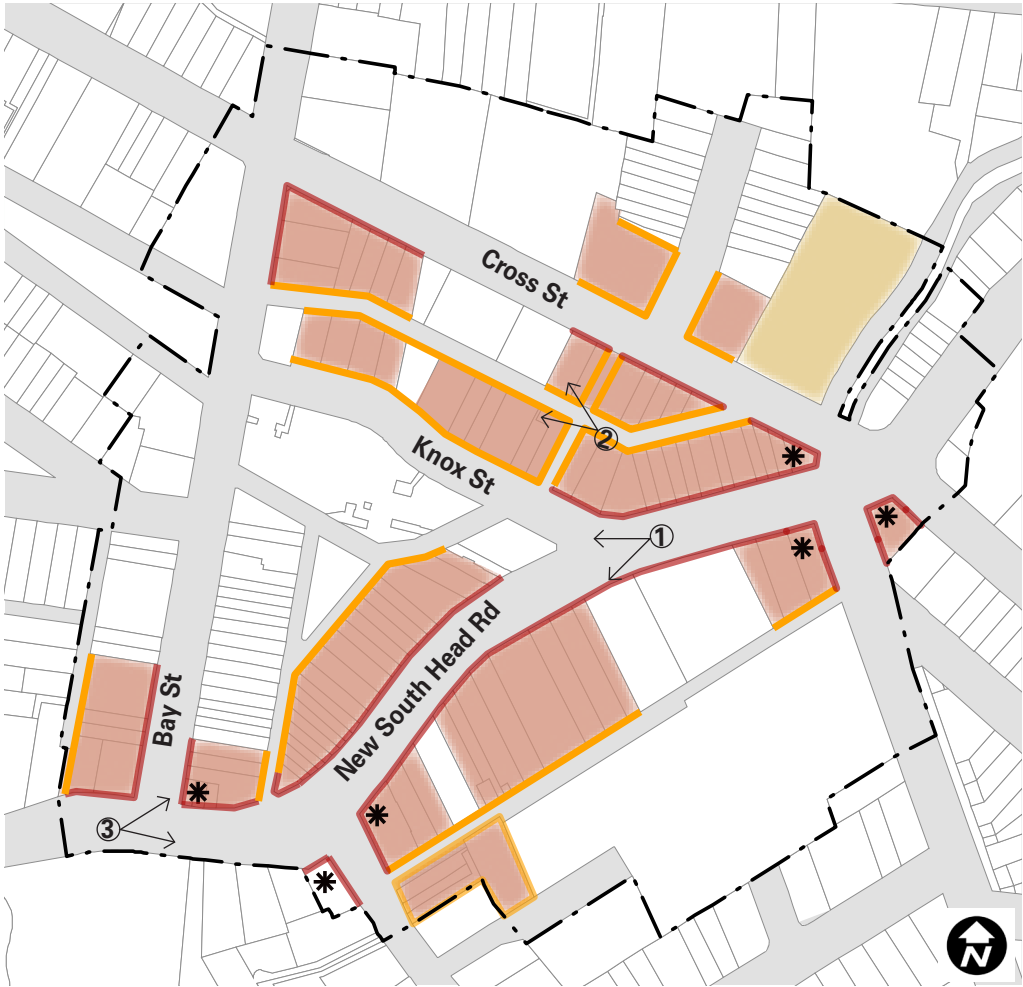 Cross St
②
Knox St
①
New South Head Rd
Bay St
③
N